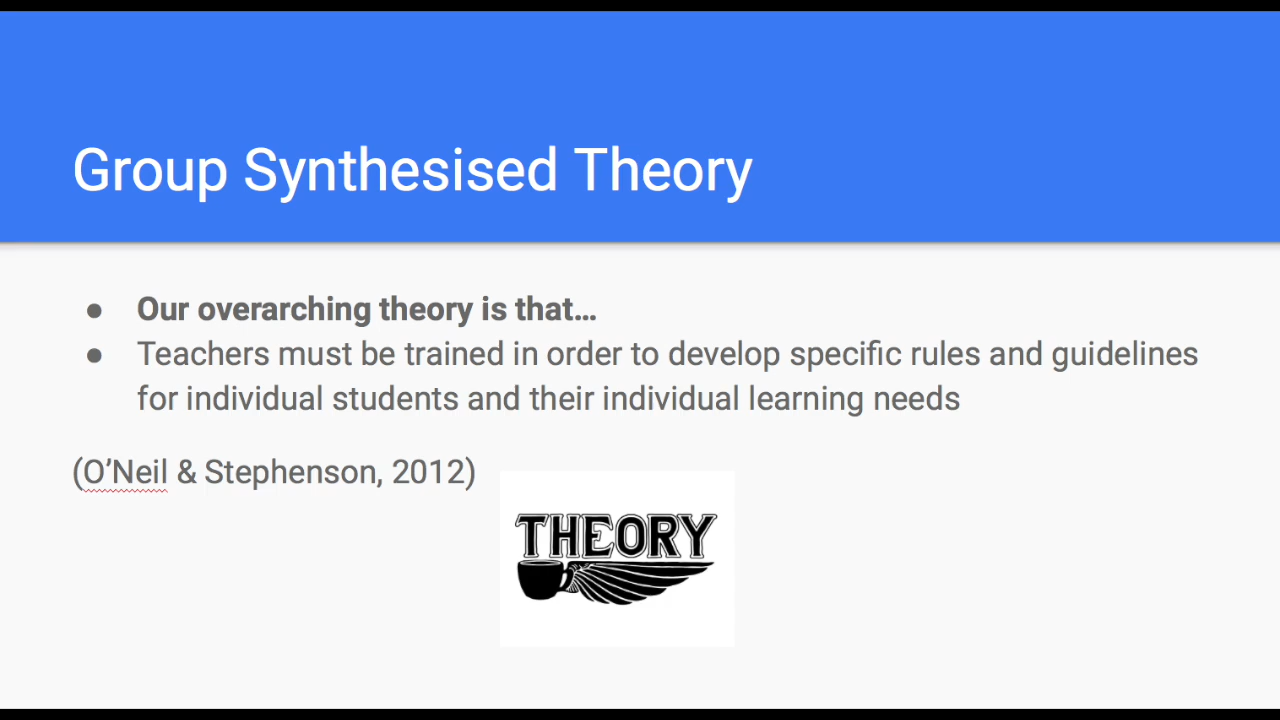 Group Synthesised Theory
● Our overarching theory is that...
● Teachers must be trained in order to develop specific rules and guidelines
for individual students and their individual learning needs
(O’Neil & Stephenson, 2012)
THEORY